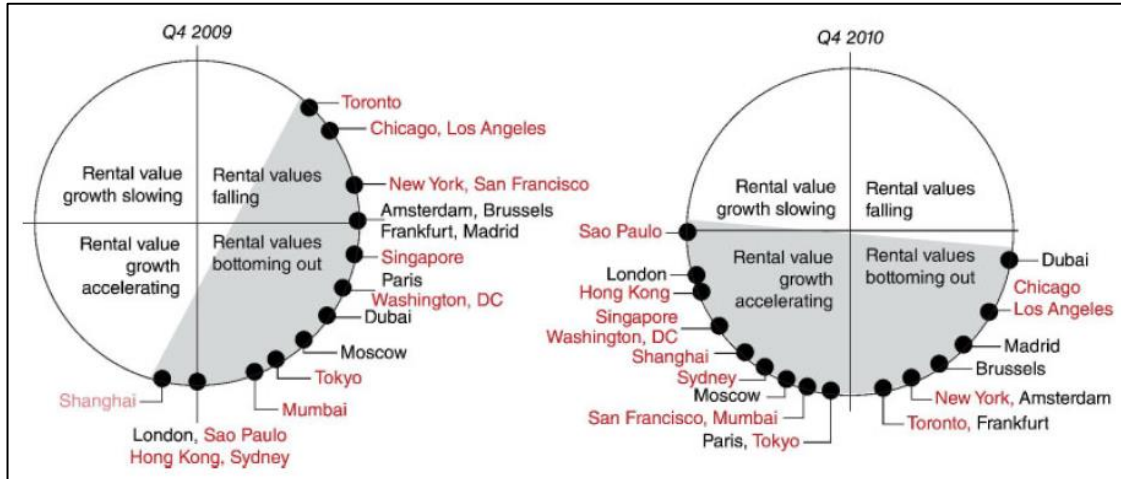 Q4 2009
Toronto
Chicago, Los Angeles
Rental value
growth slowing
Rental values
falling
New York, San Francisco
Amsterdam, Brussels
Frankfurt, Madrid
Rental value
growth
accelerating
Rental values
bottoming out
Singapore
Paris
Washington, DC
Dubai
Moscow
Tokyo
Mumbai
Shanghai
London, Sao Paulo
Hong Kong, Sydney
Q4 2010
Rental value
growth slowing
Rental values
falling
Sao Paulo
Rental value
growth
accelerating
Rental values
bottoming out
Dubai
London
Hong Kong
Chicago
Los Angeles
Singapore
Washington, DC
Madrid
Shanghai
Brussels
Sydney
Moscow
New York, Amsterdam
San Francisco, Mumbai
Toronto, Frankfurt
Paris, Tokyo